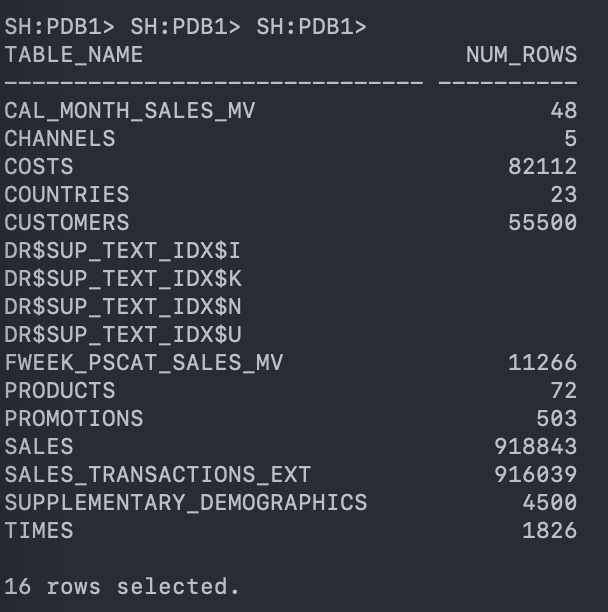 SH:PDB1> SH:PDB1> SH:PDB1>
TABLE_NAME                      NUM_ROWS
------------------------------ ----------
CAL_MONTH_SALES_MV                     48
CHANNELS                                5
COSTS                               82112
COUNTRIES                              23
CUSTOMERS                           55500
DR$SUP_TEXT_IDX$I
DR$SUP_TEXT_IDX$K
DR$SUP_TEXT_IDX$N
DR$SUP_TEXT_IDX$U
FWEEK_PSCAT_SALES_MV                11266
PRODUCTS                               72
PROMOTIONS                            503
SALES                              918843
SALES_TRANSACTIONS_EXT             916039
SUPPLEMENTARY_DEMOGRAPHICS           4500
TIMES                                1826

16 rows selected.